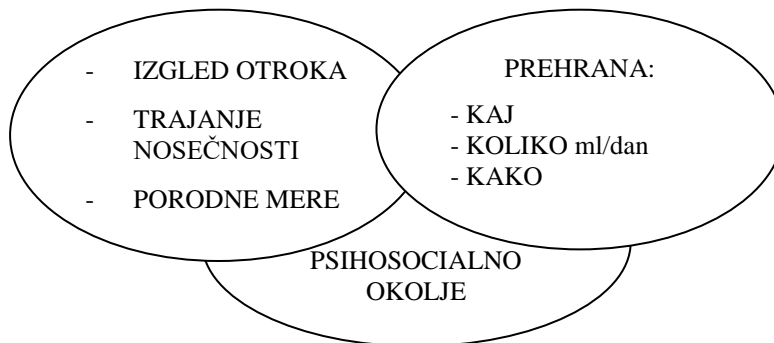 - IZGLED OTROKA
- TRAJANJE
NOSEČNOSTI
- PORODNE MERE
PREHRANA:
- KAJ
- KOLIKO ml/dan
- KAKO
PSIHOSOCIALNO
OKOLJE